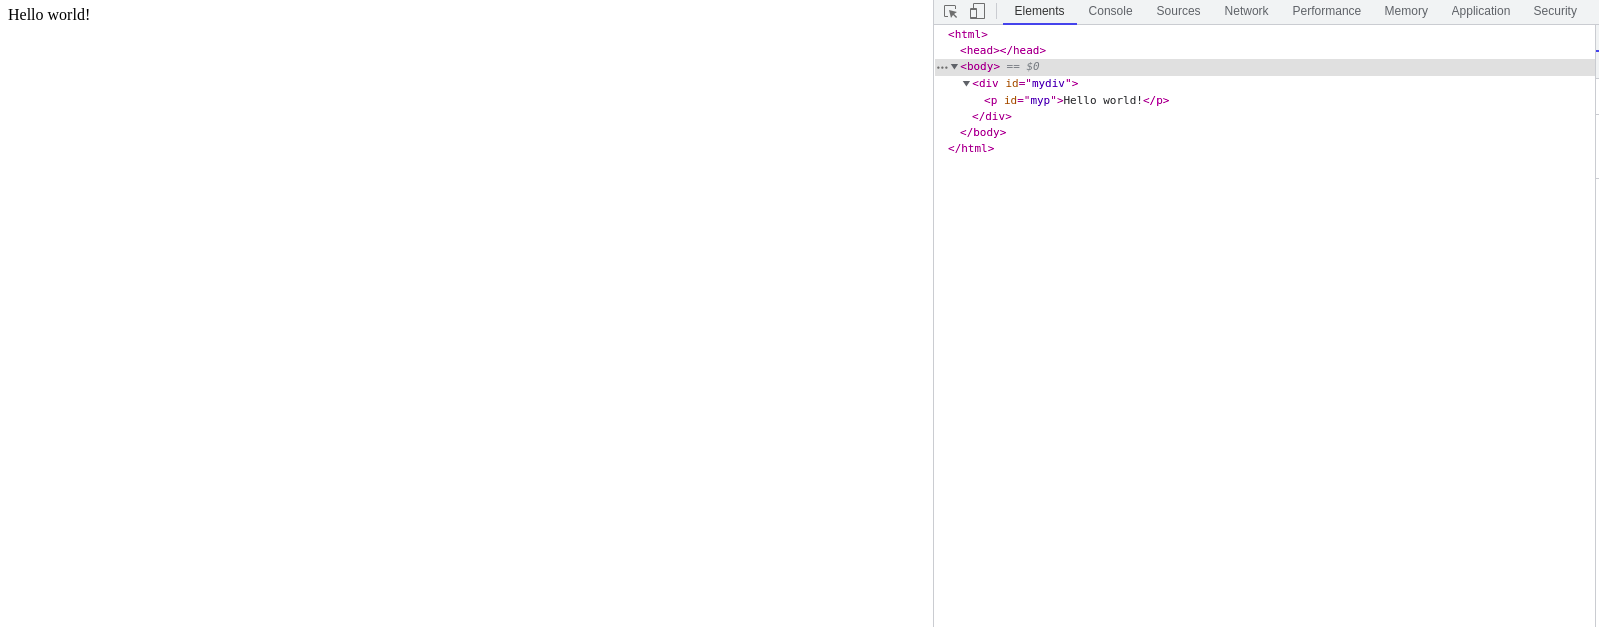 Hello world!
Elements Console Sources Network Performance Memory Application Security
<html>
<head></head>
<body> == $0
<div id="mydiv">
<p id="myp">Hello world!</p>
</div>
</body>
</html>